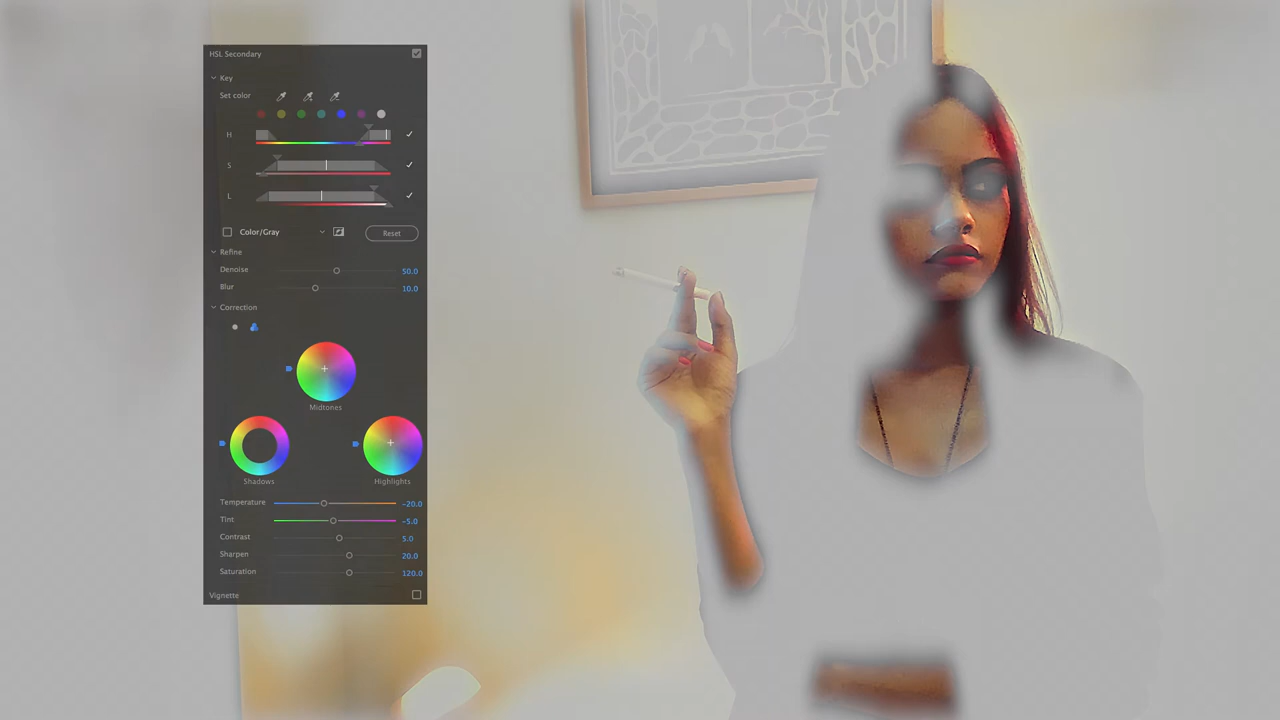 HSL Secondary
Key
Set color
H
S
L
Color/Gray
Reset
Refine
Denoise 50.0
Blur 10.0
Correction
Midtones
Shadows
Highlights
Temperature -20.0
Tint -5.0
Contrast 5.0
Sharpen 20.0
Saturation 120.0
Vignette